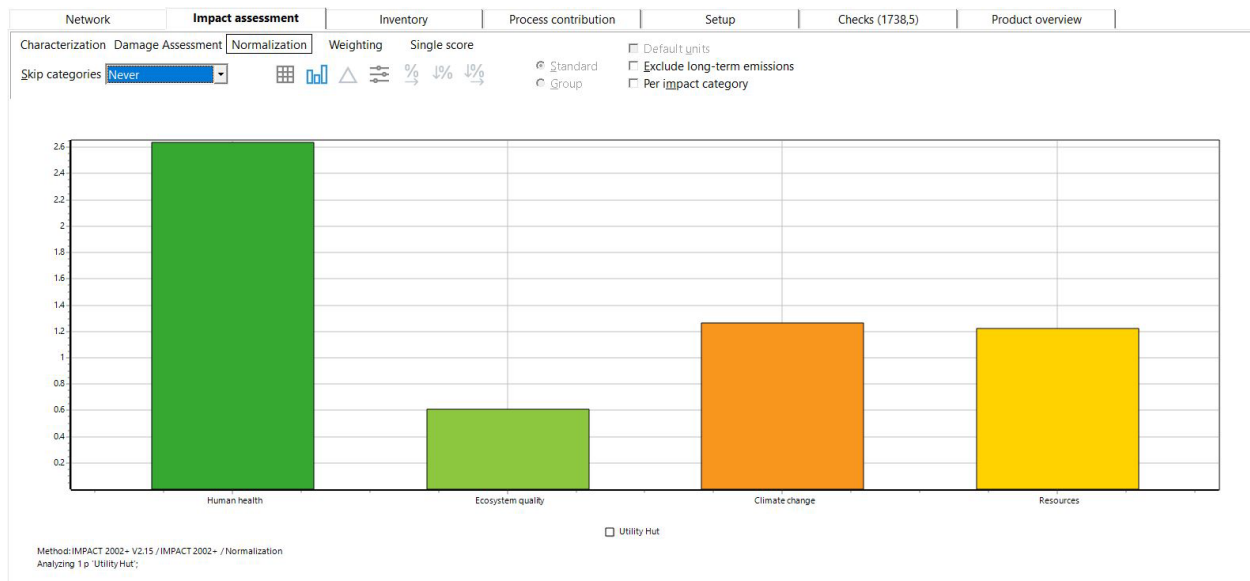 Network Impact assessment Inventory Process contribution Setup Checks (1738,5) Product overview
Characterization Damage Assessment Normalization Weighting Single score
Default units
Skip categories Never
Standard Exclude long-term emissions
Group Per impact category
2.6
2.4
2.2
2
1.8
1.6
1.4
1.2
1
0.8
0.6
0.4
0.2
Human health Ecosystem quality Climate change Resources
Utility Hut
Method: IMPACT 2002+ V2.15 / IMPACT 2002+ / Normalization
Analyzing 1 p 'Utility Hut';